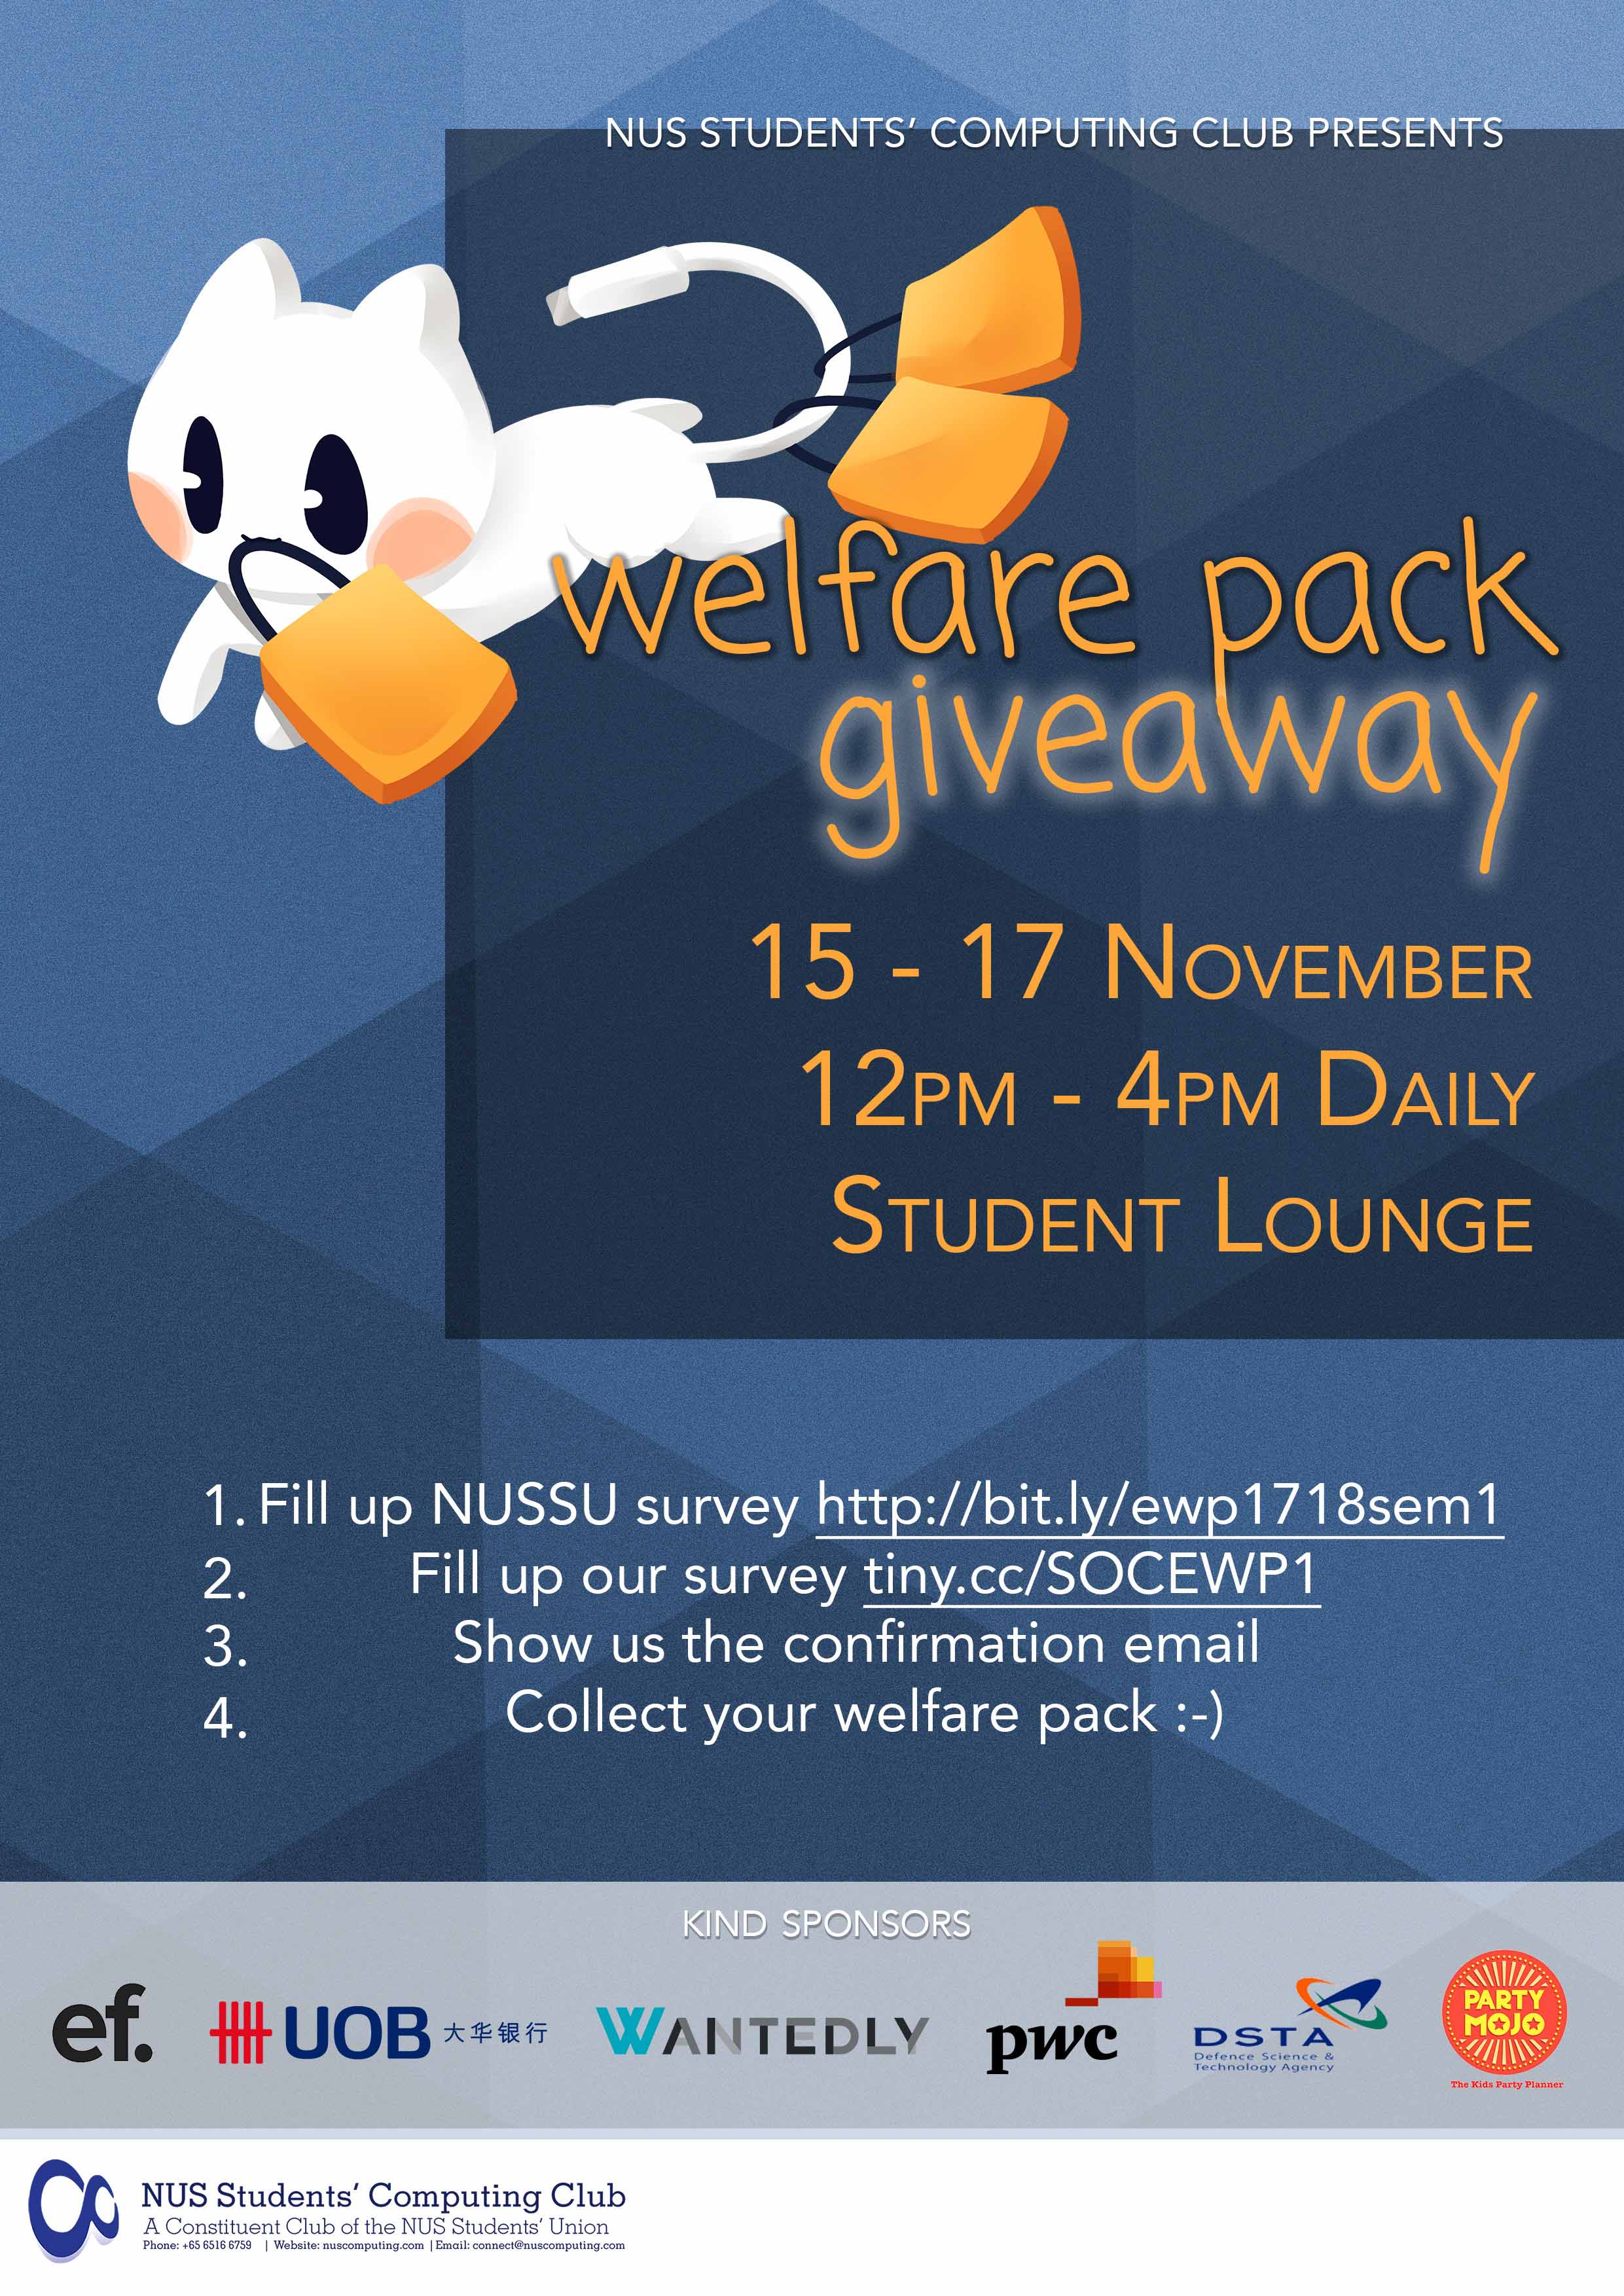 NUS STUDENTS' COMPUTING CLUB PRESENTS
welfare pack
giveaway
15 - 17 NOVEMBER
12PM - 4PM DAILY
STUDENT LOUNGE
1. Fill up NUSSU survey http://bit.ly/ewp1718sem1
2. Fill up our survey tiny.cc/SOCEWP1
3. Show us the confirmation email
4. Collect your welfare pack :-)
KIND SPONSORS
ef.
UOB 大华银行
WANTEDLY
pwc
DSTA
Defence Science &
Technology Agency
PARTY
MOJO
The Kids Party Planner
NUS Students' Computing Club
A Constituent Club of the NUS Students' Union
Phone: +65 6516 6759 | Website: nuscomputing.com | Email: connect@nuscomputing.com